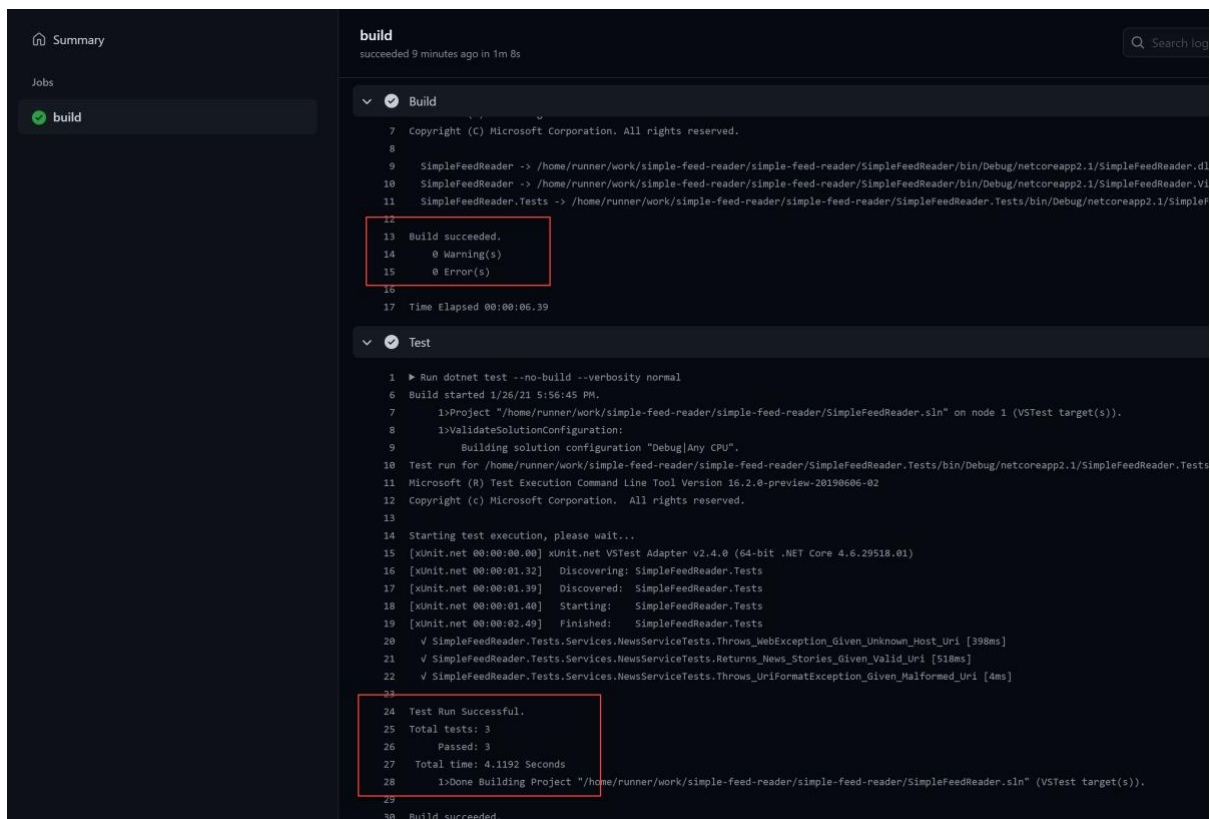 Summary
Jobs
build
build
succeeded 9 minutes ago in 1m 8s
Search log
Build
7 Copyright (C) Microsoft Corporation. All rights reserved.
8
9 SimpleFeedReader -> /home/runner/work/simple-feed-reader/simple-feed-reader/SimpleFeedReader/bin/Debug/netcoreapp2.1/SimpleFeedReader.dl
10 SimpleFeedReader -> /home/runner/work/simple-feed-reader/simple-feed-reader/SimpleFeedReader/bin/Debug/netcoreapp2.1/SimpleFeedReader.Vi
11 SimpleFeedReader.Tests -> /home/runner/work/simple-feed-reader/simple-feed-reader/SimpleFeedReader.Tests/bin/Debug/netcoreapp2.1/SimpleF
12
13 Build succeeded.
14 0 Warning(s)
15 0 Error(s)
16
17 Time Elapsed 00:00:06.39
Test
1 ▶ Run dotnet test --no-build --verbosity normal
6 Build started 1/26/21 5:56:45 PM.
7 1>Project "/home/runner/work/simple-feed-reader/simple-feed-reader/SimpleFeedReader.sln" on node 1 (VSTest target(s)).
8 1>ValidateSolutionConfiguration:
9 Building solution configuration "Debug|Any CPU".
10 Test run for /home/runner/work/simple-feed-reader/simple-feed-reader/SimpleFeedReader.Tests/bin/Debug/netcoreapp2.1/SimpleFeedReader.Tests
11 Microsoft (R) Test Execution Command Line Tool Version 16.2.0-preview-20190606-02
12 Copyright (c) Microsoft Corporation. All rights reserved.
13
14 Starting test execution, please wait...
15 [xUnit.net 00:00:00.00] xUnit.net VSTest Adapter v2.4.0 (64-bit .NET Core 4.6.29518.01)
16 [xUnit.net 00:00:01.32] Discovering: SimpleFeedReader.Tests
17 [xUnit.net 00:00:01.39] Discovered: SimpleFeedReader.Tests
18 [xUnit.net 00:00:01.40] Starting: SimpleFeedReader.Tests
19 [xUnit.net 00:00:02.49] Finished: SimpleFeedReader.Tests
20 √ SimpleFeedReader.Tests.Services.NewsServiceTests.Throws_WebException_Given_Unknown_Host_Uri [398ms]
21 √ SimpleFeedReader.Tests.Services.NewsServiceTests.Returns_News_Stories_Given_Valid_Uri [518ms]
22 √ SimpleFeedReader.Tests.Services.NewsServiceTests.Throws_UriFormatException_Given_Malformed_Uri [4ms]
23
24 Test Run Successful.
25 Total tests: 3
26 Passed: 3
27 Total time: 4.1192 Seconds
28 1>Done Building Project "/home/runner/work/simple-feed-reader/simple-feed-reader/SimpleFeedReader.sln" (VSTest target(s)).
29
30 Build succeeded.